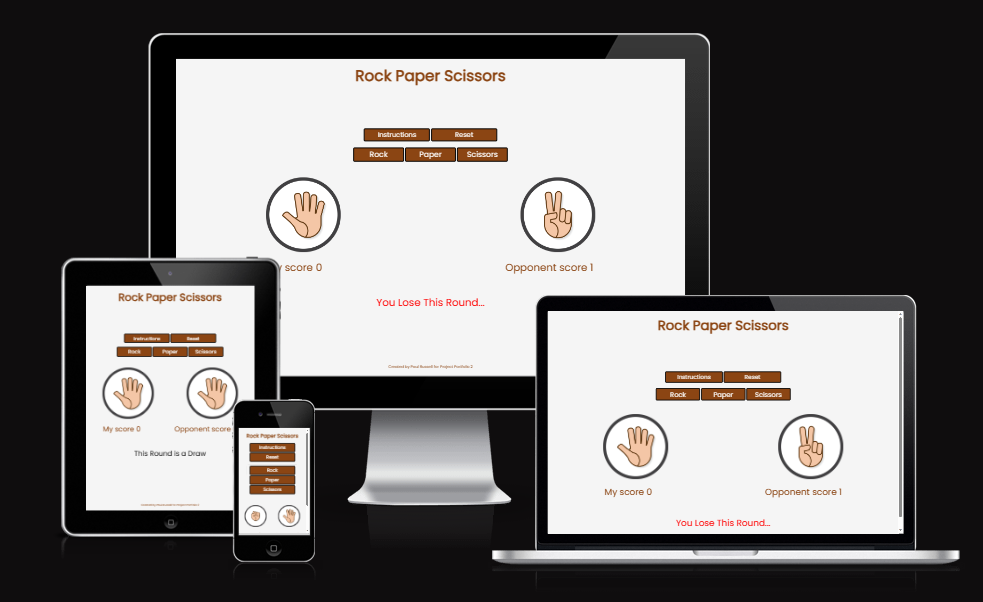 Rock Paper Scissors
Instructions Reset
Rock Paper Scissors
y score 0 Opponent score 1
You Lose This Round...
Created by Paul Russell for Project Portfolio 2
Rock Paper Scissors
Instructions Reset
Rock Paper Scissors
My score 0 Opponent score
This Round is a Draw
Rock Paper Scissors
Instructions
Reset
Rock
Paper
Scissors
Rock Paper Scissors
Instructions Reset
Rock Paper Scissors
My score 0 Opponent score 1
You Lose This Round...